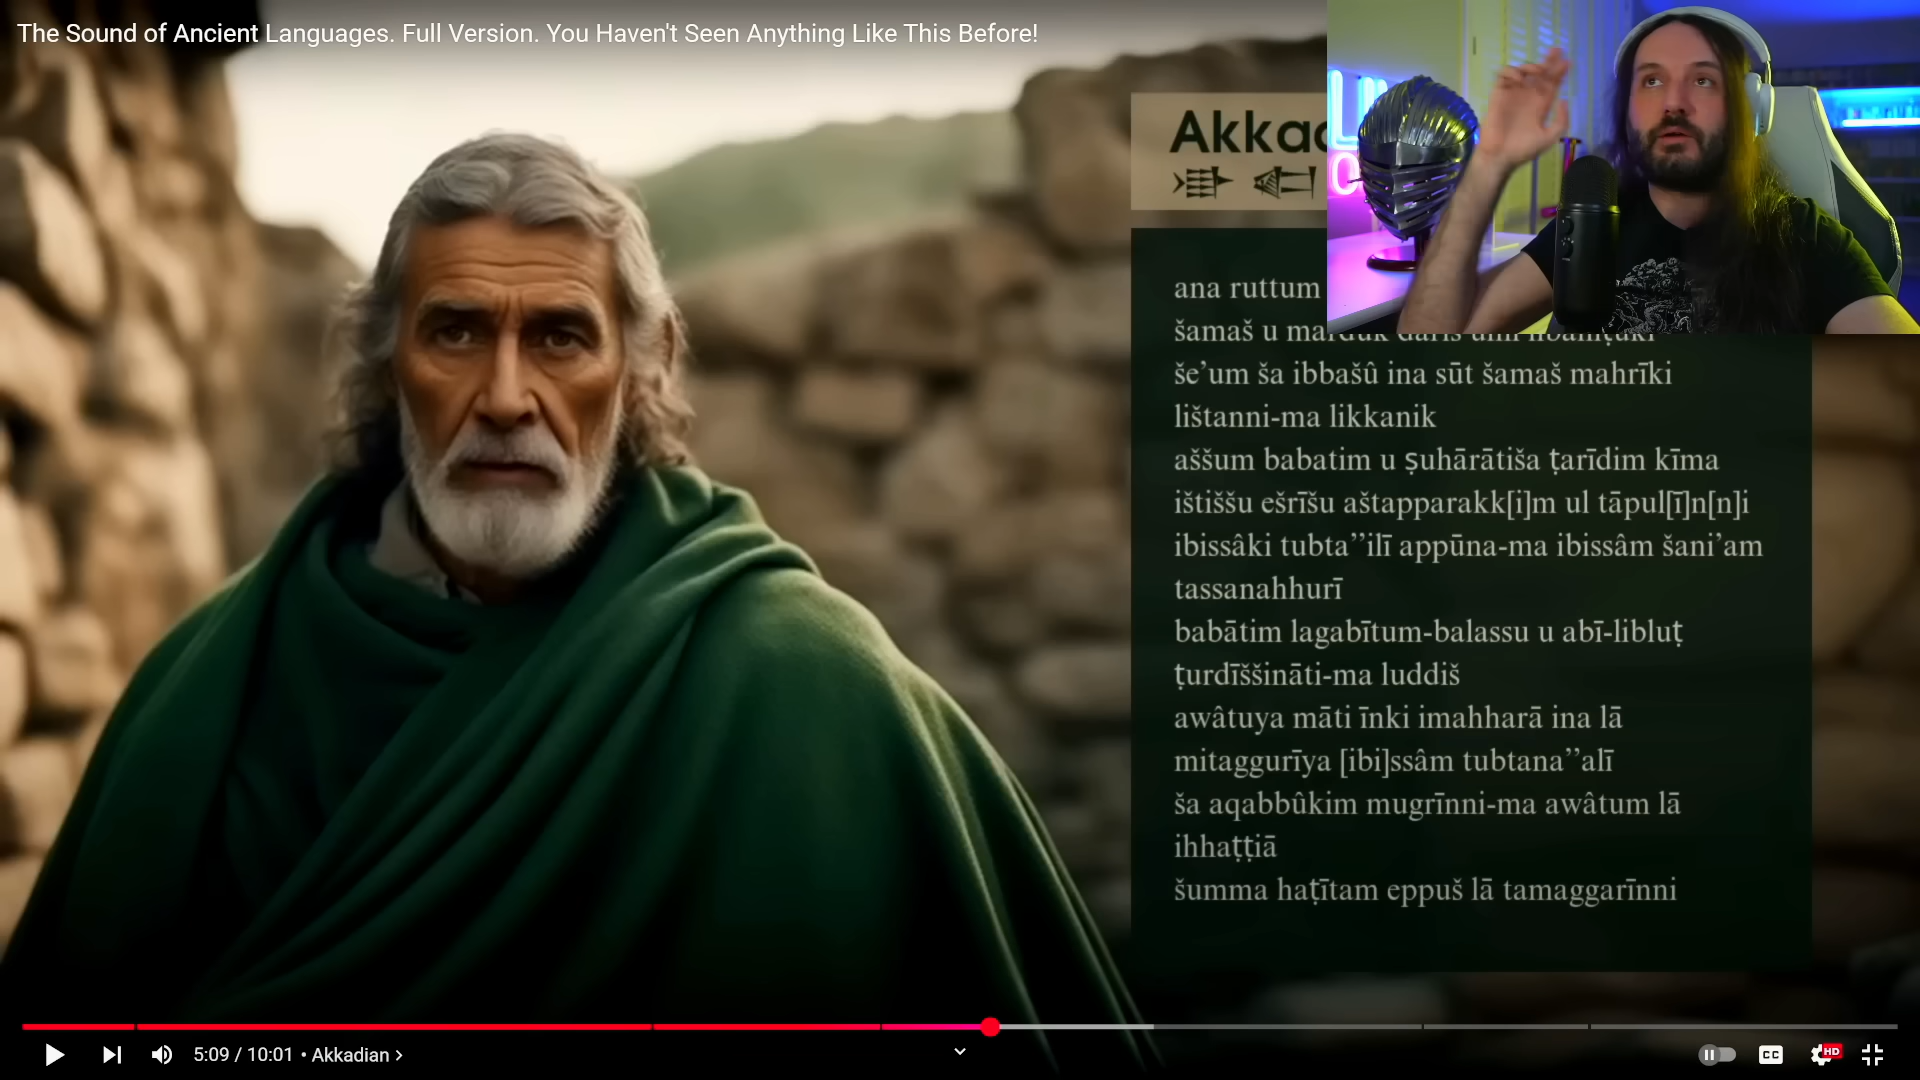 The Sound of Ancient Languages. Full Version. You Haven't Seen Anything Like This Before!
ana ruttum
šamaš u
še’um ša ibbašû ina sūt šamaš mahrīki
lištanni-ma likkanik
aššum babatim u ṣuhārātiša ṭarīdim kīma
ištiššu ešrīšu aštapparakk[i]m ul tāpul[ī]n[n]i
ibissâki tubta’’ilī appūna-ma ibissâm šani’am
tassanahhurī
babātim lagabītum-balassu u abī-libluṭ
ṭurdīššināti-ma luddiš
awâtuya māti īnki imahharā ina lā
mitaggurīya [ibi]ssâm tubtana’’alī
ša aqabbûkim mugrīnni-ma awâtum lā
ihhaṭṭiā
šumma haṭītam eppuš lā tamaggarīnni
5:09 / 10:01 • Akkadian ›
CC
HD